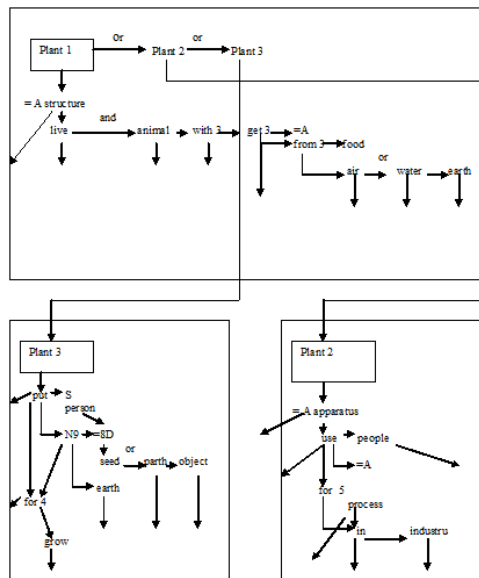 Plant 1 or Plant 2 or Plant 3
= A structure
and
live animal with 3 get 3 =A
from 3 food
or
air water earth
Plant 3
put S
person
N9 =8D
or
seed parth object
earth
for 4
grow
Plant 2
= A apparatus
use people
=A
for 5
process
in industru